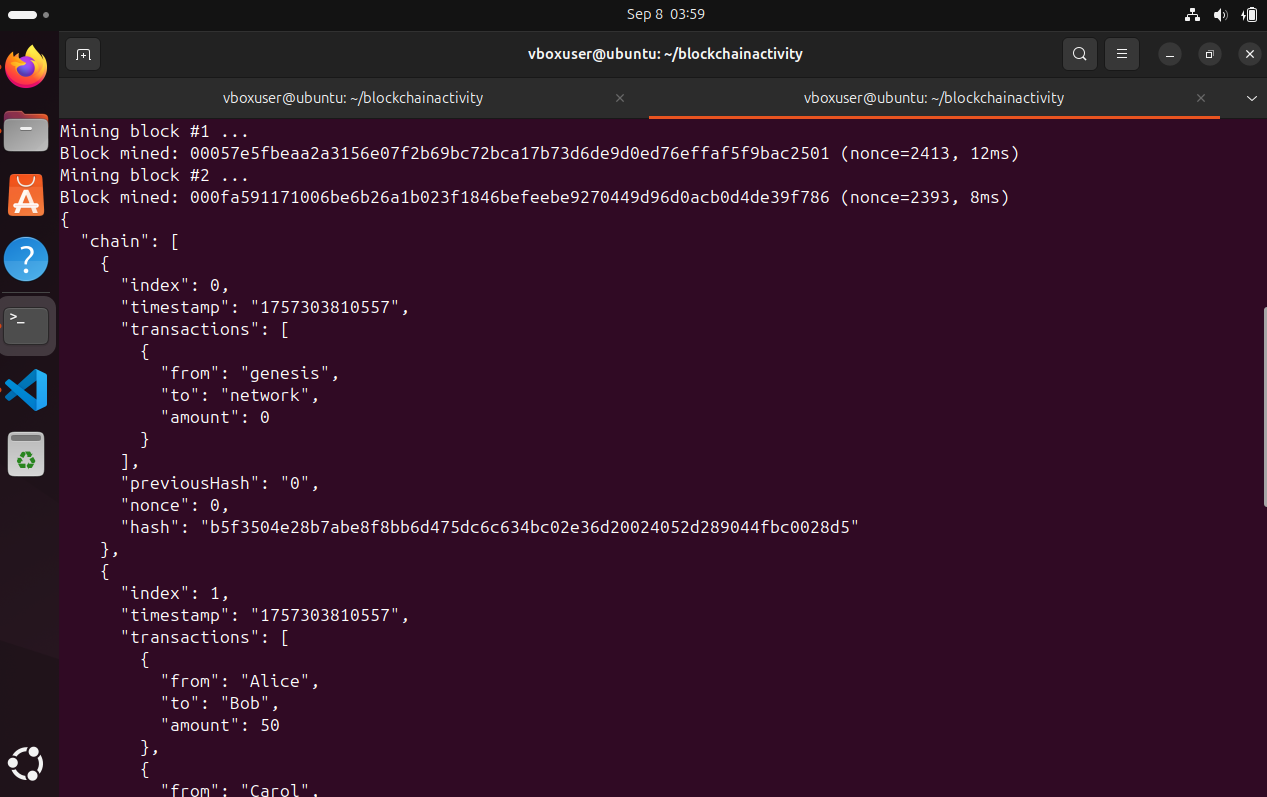 Sep 8 03:59
vboxuser@ubuntu: ~/blockchainactivity
vboxuser@ubuntu: ~/blockchainactivity
vboxuser@ubuntu: ~/blockchainactivity
Mining block #1 ...
Block mined: 00057e5fbeaa2a3156e07f2b69bc72bca17b73d6de9d0ed76effaf5f9bac2501 (nonce=2413, 12ms)
Mining block #2 ...
Block mined: 000fa591171006be6b26a1b023f1846befeebe9270449d96d0acb0d4de39f786 (nonce=2393, 8ms)
{
  "chain": [
    {
      "index": 0,
      "timestamp": "1757303810557",
      "transactions": [
        {
          "from": "genesis",
          "to": "network",
          "amount": 0
        }
      ],
      "previousHash": "0",
      "nonce": 0,
      "hash": "b5f3504e28b7abe8f8bb6d475dc6c634bc02e36d20024052d289044fbc0028d5"
    },
    {
      "index": 1,
      "timestamp": "1757303810557",
      "transactions": [
        {
          "from": "Alice",
          "to": "Bob",
          "amount": 50
        },
        {
          "from": "Carol",